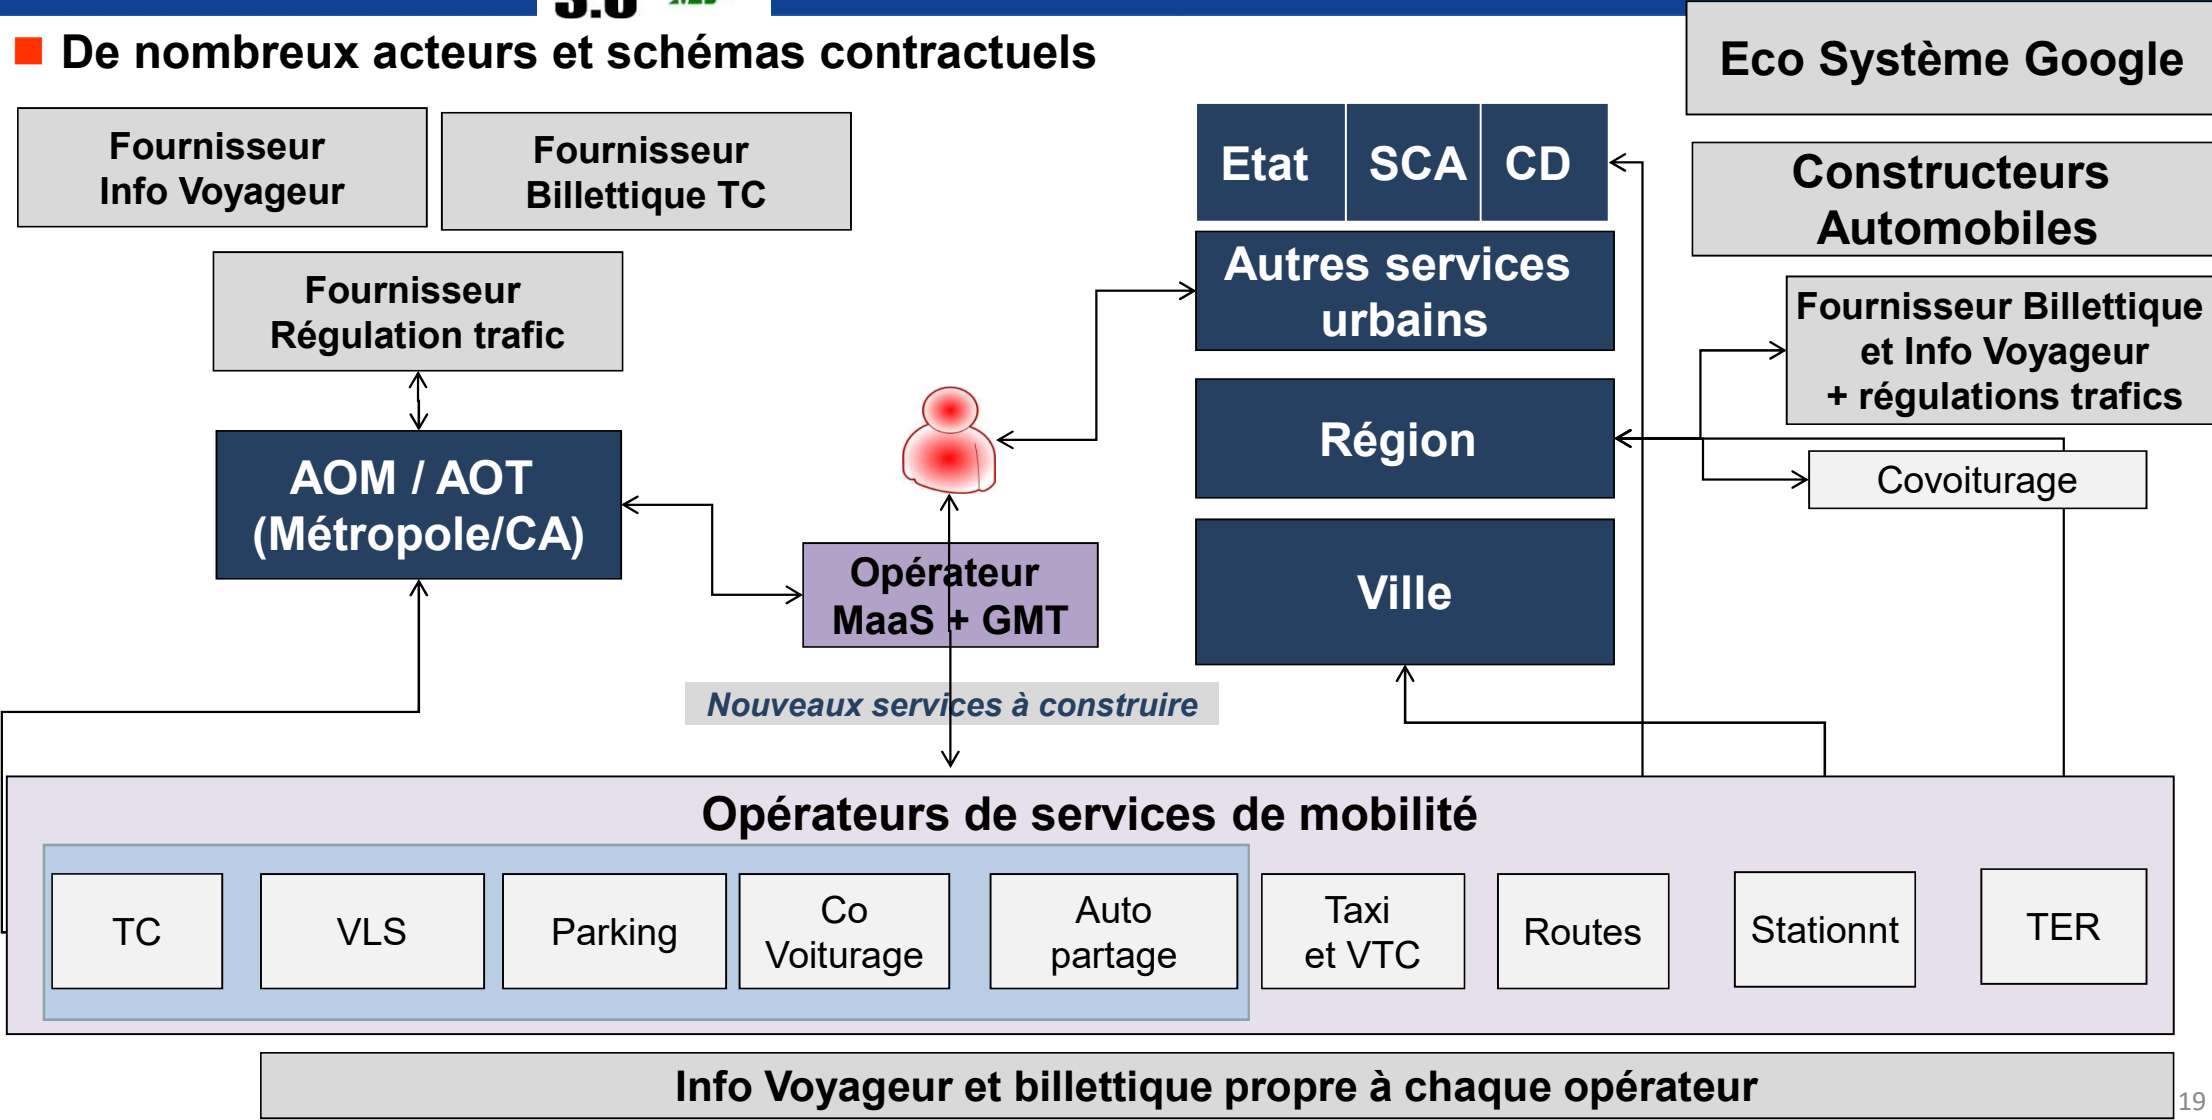 De nombreux acteurs et schémas contractuels
Eco Système Google
Fournisseur
Info Voyageur
Fournisseur
Billettique TC
Etat
SCA
CD
Constructeurs
Automobiles
Fournisseur
Régulation trafic
Autres services
urbains
Fournisseur Billettique
et Info Voyageur
+ régulations trafics
Région
Covoiturage
AOM / AOT
(Métropole/CA)
Opérateur
MaaS + GMT
Ville
Nouveaux services à construire
Opérateurs de services de mobilité
TC
VLS
Parking
Co
Voiturage
Auto
partage
Taxi
et VTC
Routes
Stationnt
TER
Info Voyageur et billettique propre à chaque opérateur
19